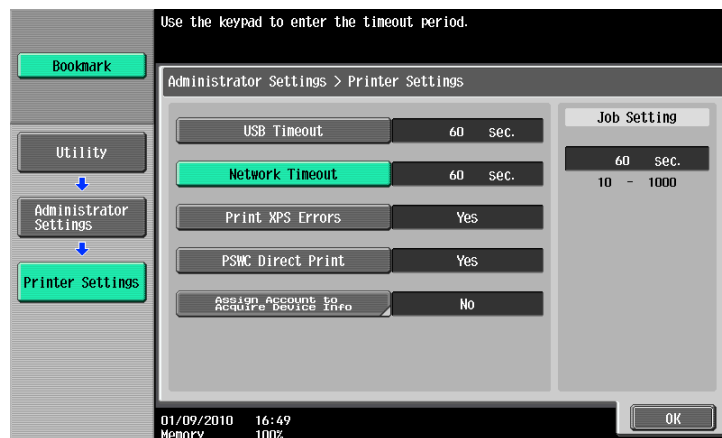 Use the keypad to enter the timeout period.
Bookmark
Utility
Administrator
Settings
Printer Settings
Administrator Settings > Printer Settings
USB Timeout 60 sec.
Network Timeout 60 sec.
Print XPS Errors Yes
PSWC Direct Print Yes
Assign Account to
Acquire Device Info No
Job Setting
60 sec.
10 - 1000
01/09/2010 16:49
Memory 100%
OK